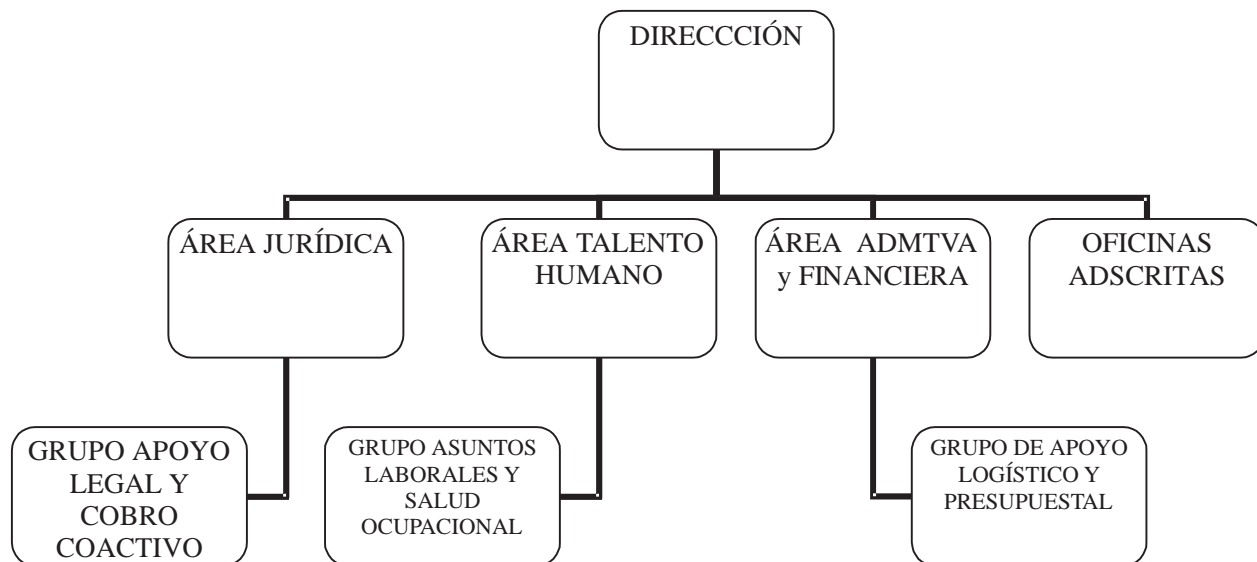 DIRECCCIÓN
ÁREA JURÍDICA
ÁREA TALENTO
HUMANO
ÁREA ADMTVA
y FINANCIERA
OFICINAS
ADSCRITAS
GRUPO APOYO
LEGAL Y
COBRO
COACTIVO
GRUPO ASUNTOS
LABORALES Y
SALUD
OCUPACIONAL
GRUPO DE APOYO
LOGÍSTICO Y
PRESUPUESTAL